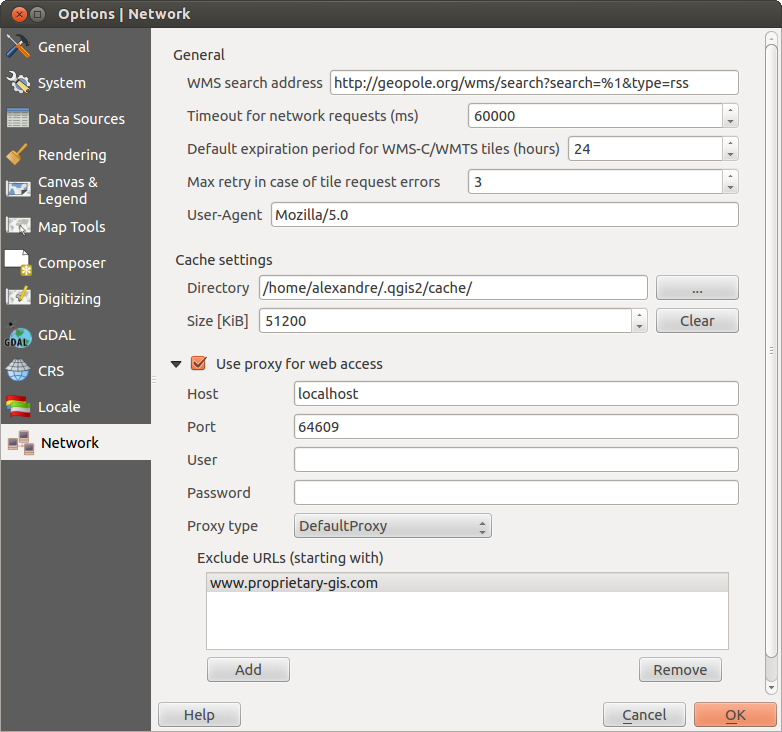 Options | Network
General
System
Data Sources
Rendering
Canvas &
Legend
Map Tools
Composer
Digitizing
GDAL
GDAL
CRS
Locale
Network
General
WMS search address http://geopole.org/wms/search?search=%1&type=rss
Timeout for network requests (ms) 60000
Default expiration period for WMS-C/WMTS tiles (hours) 24
Max retry in case of tile request errors 3
User-Agent Mozilla/5.0
Cache settings
Directory /home/alexandre/.qgis2/cache/ ...
Size [KiB] 51200 Clear
Use proxy for web access
Host localhost
Port 64609
User
Password
Proxy type DefaultProxy
Exclude URLs (starting with)
www.proprietary-gis.com
Add Remove
Help Cancel OK